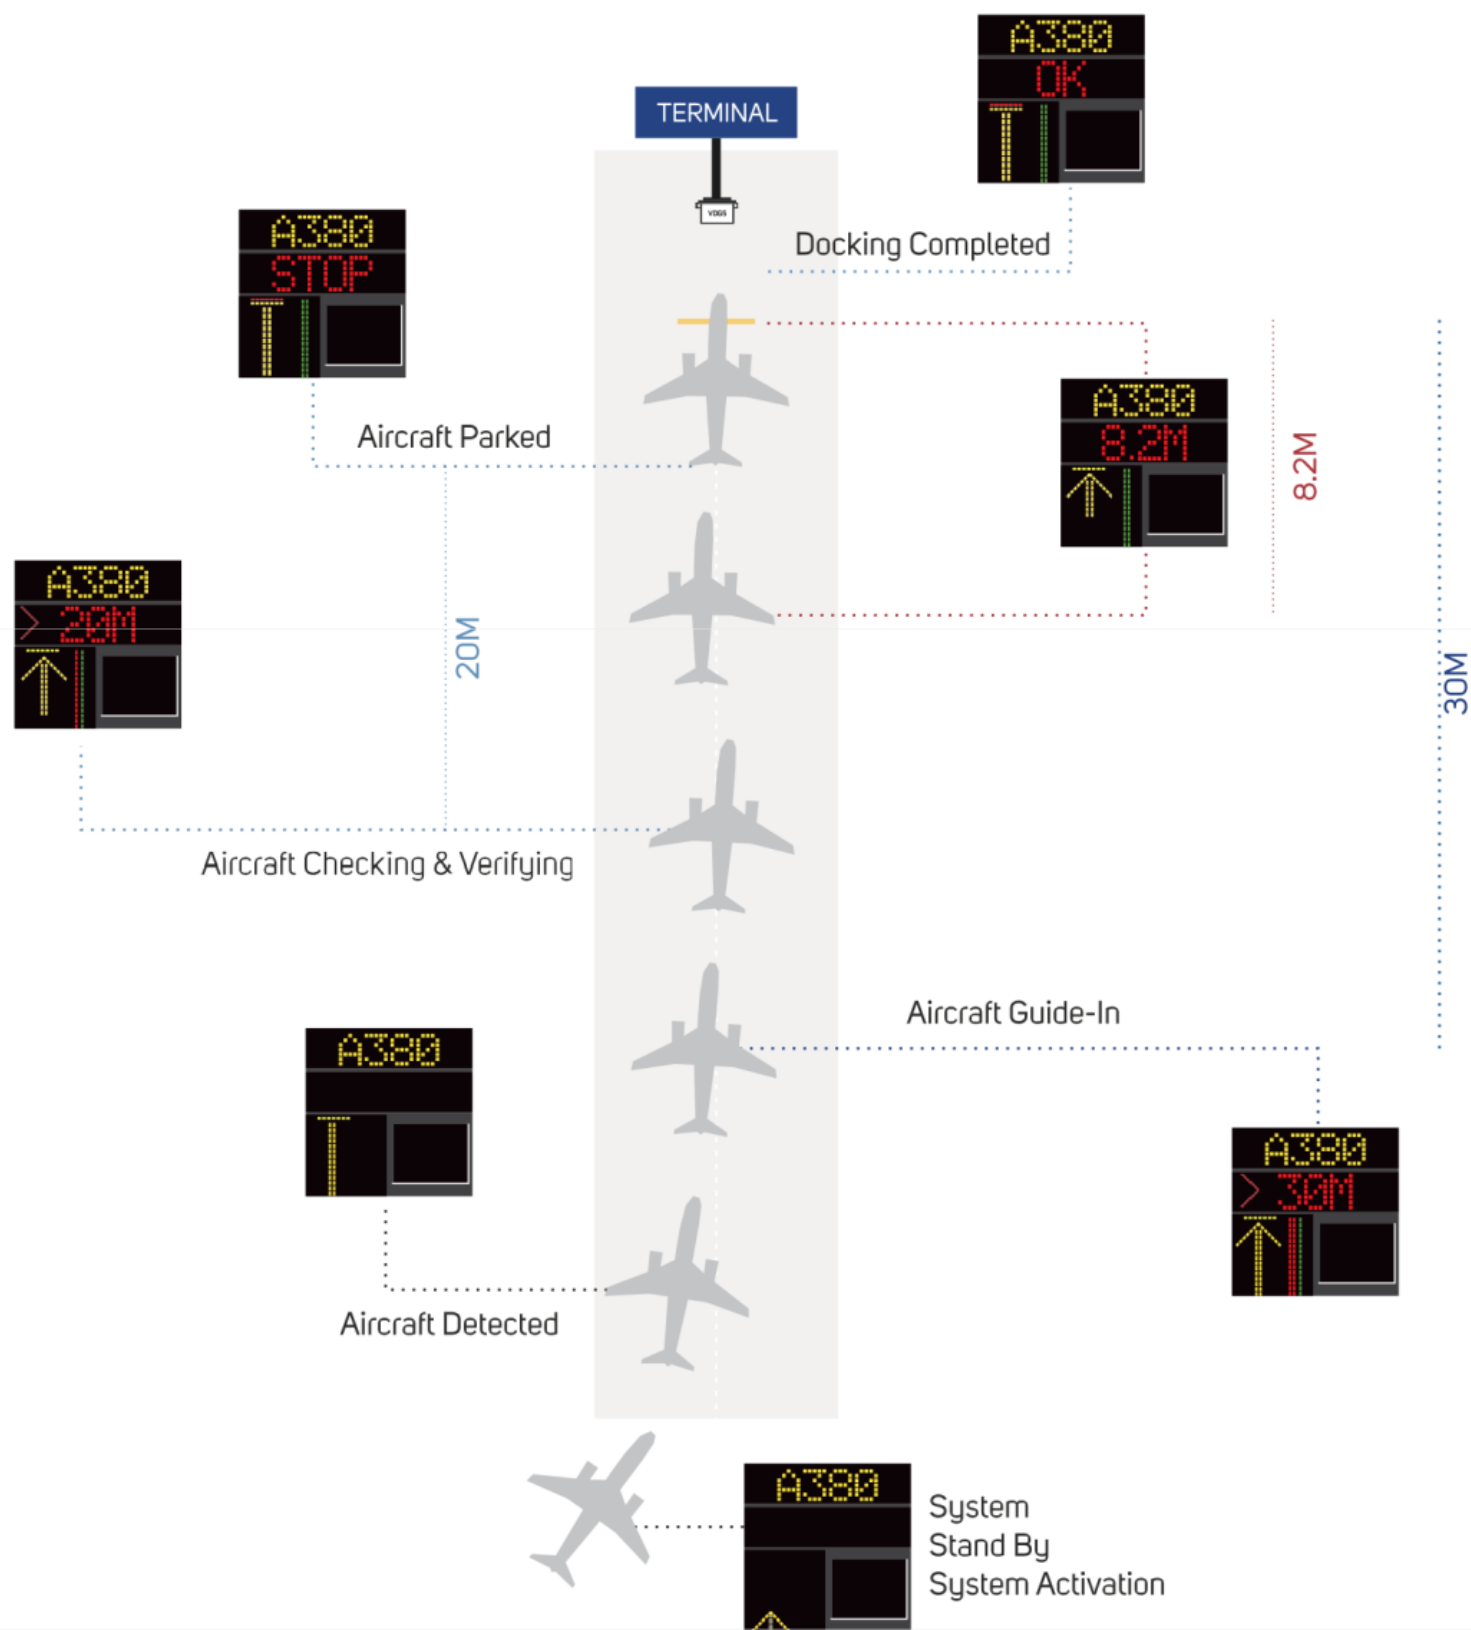 A380
OK
TERMINAL
VDGS
A380
STOP
Docking Completed
A380
8.2M
8.2M
Aircraft Parked
A380
> 20M
20M
30M
Aircraft Checking & Verifying
Aircraft Guide-In
A380
A380
> 30M
Aircraft Detected
A380
System
Stand By
System Activation